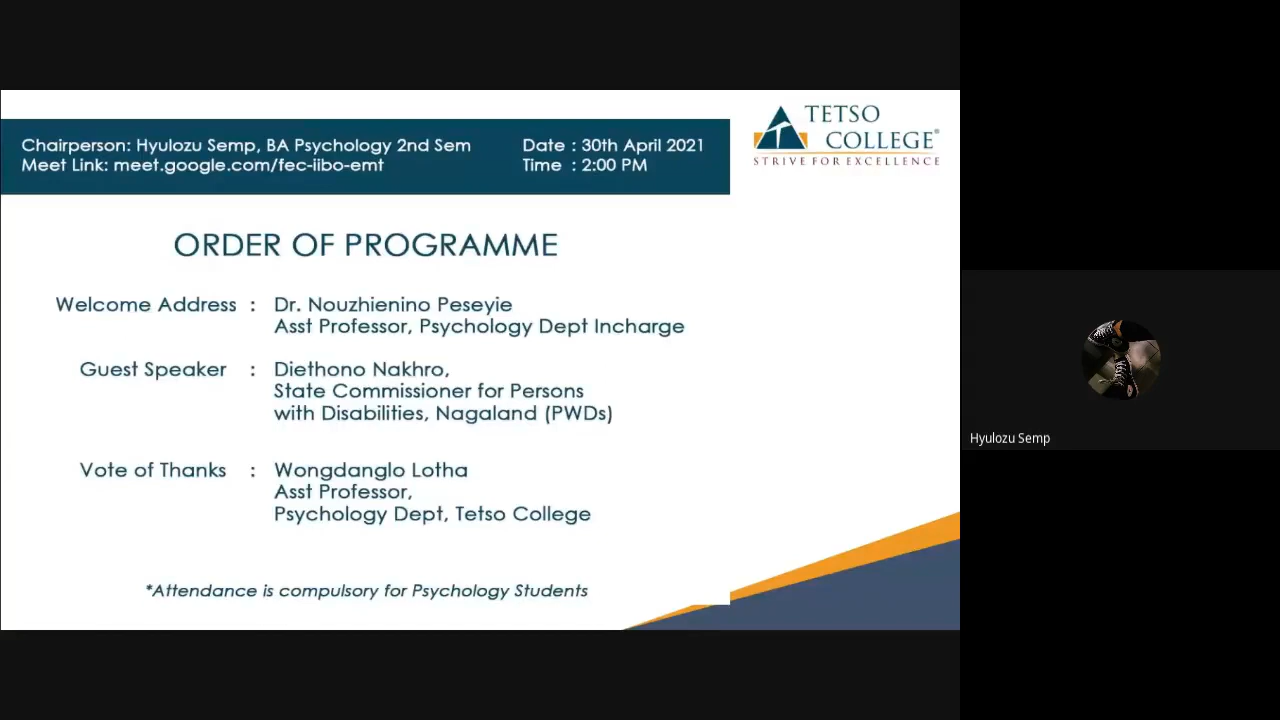 Chairperson: Hyulozu Semp, BA Psychology 2nd Sem
Meet Link: meet.google.com/fec-iibo-emt
Date : 30th April 2021
Time : 2:00 PM
TETSO
COLLEGE®
STRIVE FOR EXCELLENCE
ORDER OF PROGRAMME
Welcome Address : Dr. Nouzhienino Peseyie
Asst Professor, Psychology Dept Incharge
Guest Speaker : Diethono Nakhro,
State Commissioner for Persons
with Disabilities, Nagaland (PWDs)
Vote of Thanks : Wongdanglo Lotha
Asst Professor,
Psychology Dept, Tetso College
*Attendance is compulsory for Psychology Students
Hyulozu Semp